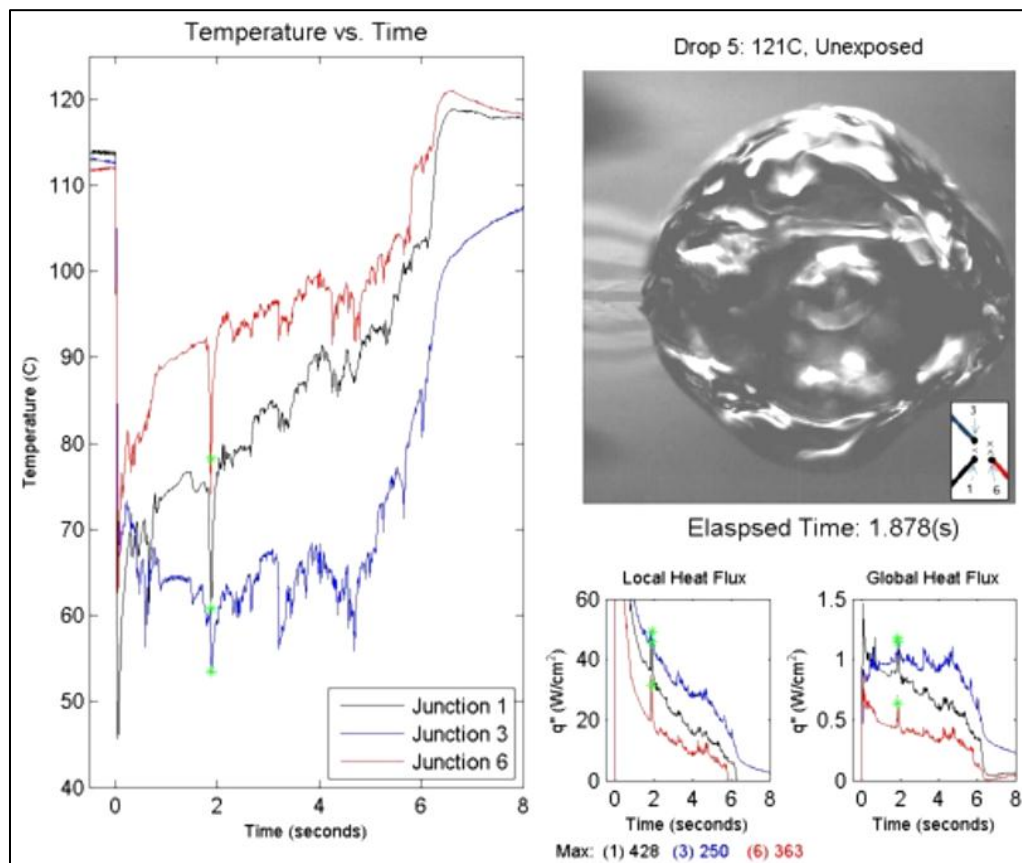 Temperature vs. Time
120
110
100
90
80
70
60
50
40
Temperature (C)
0 2 4 6 8
Time (seconds)
Junction 1
Junction 3
Junction 6
Drop 5: 121C, Unexposed
3
1 6
Elaspsed Time: 1.878(s)
Local Heat Flux
60
40
20
0
q" (W/cm²)
0 2 4 6 8
Time (seconds)
Global Heat Flux
1.5
1
0.5
0
q" (W/cm²)
0 2 4 6 8
Time (seconds)
Max: (1) 428 (3) 250 (6) 363